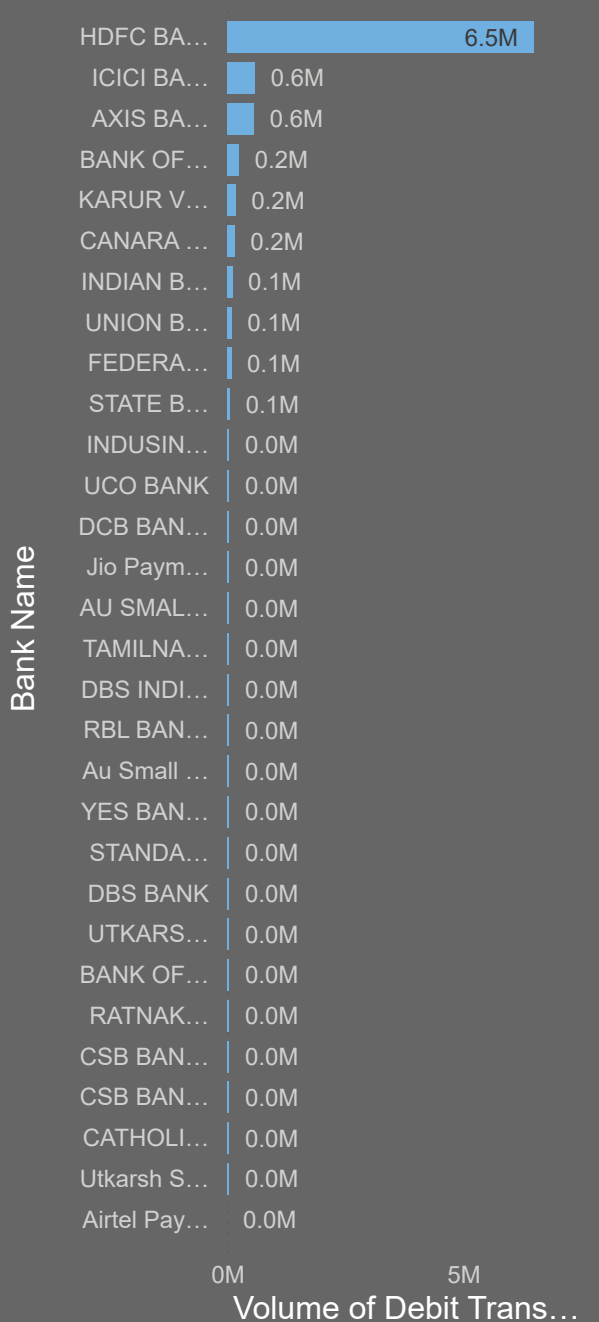 HDFC BA… 6.5M
ICICI BA… 0.6M
AXIS BA… 0.6M
BANK OF… 0.2M
KARUR V… 0.2M
CANARA … 0.2M
INDIAN B… 0.1M
UNION B… 0.1M
FEDERA… 0.1M
STATE B… 0.1M
INDUSIN… 0.0M
UCO BANK 0.0M
DCB BAN… 0.0M
Jio Paym… 0.0M
AU SMAL… 0.0M
TAMILNA… 0.0M
DBS INDI… 0.0M
RBL BAN… 0.0M
Au Small … 0.0M
YES BAN… 0.0M
STANDA… 0.0M
DBS BANK 0.0M
UTKARS… 0.0M
BANK OF… 0.0M
RATNAK… 0.0M
CSB BAN… 0.0M
CSB BAN… 0.0M
CATHOLI… 0.0M
Utkarsh S… 0.0M
Airtel Pay… 0.0M
Bank Name
0M 5M
Volume of Debit Trans…